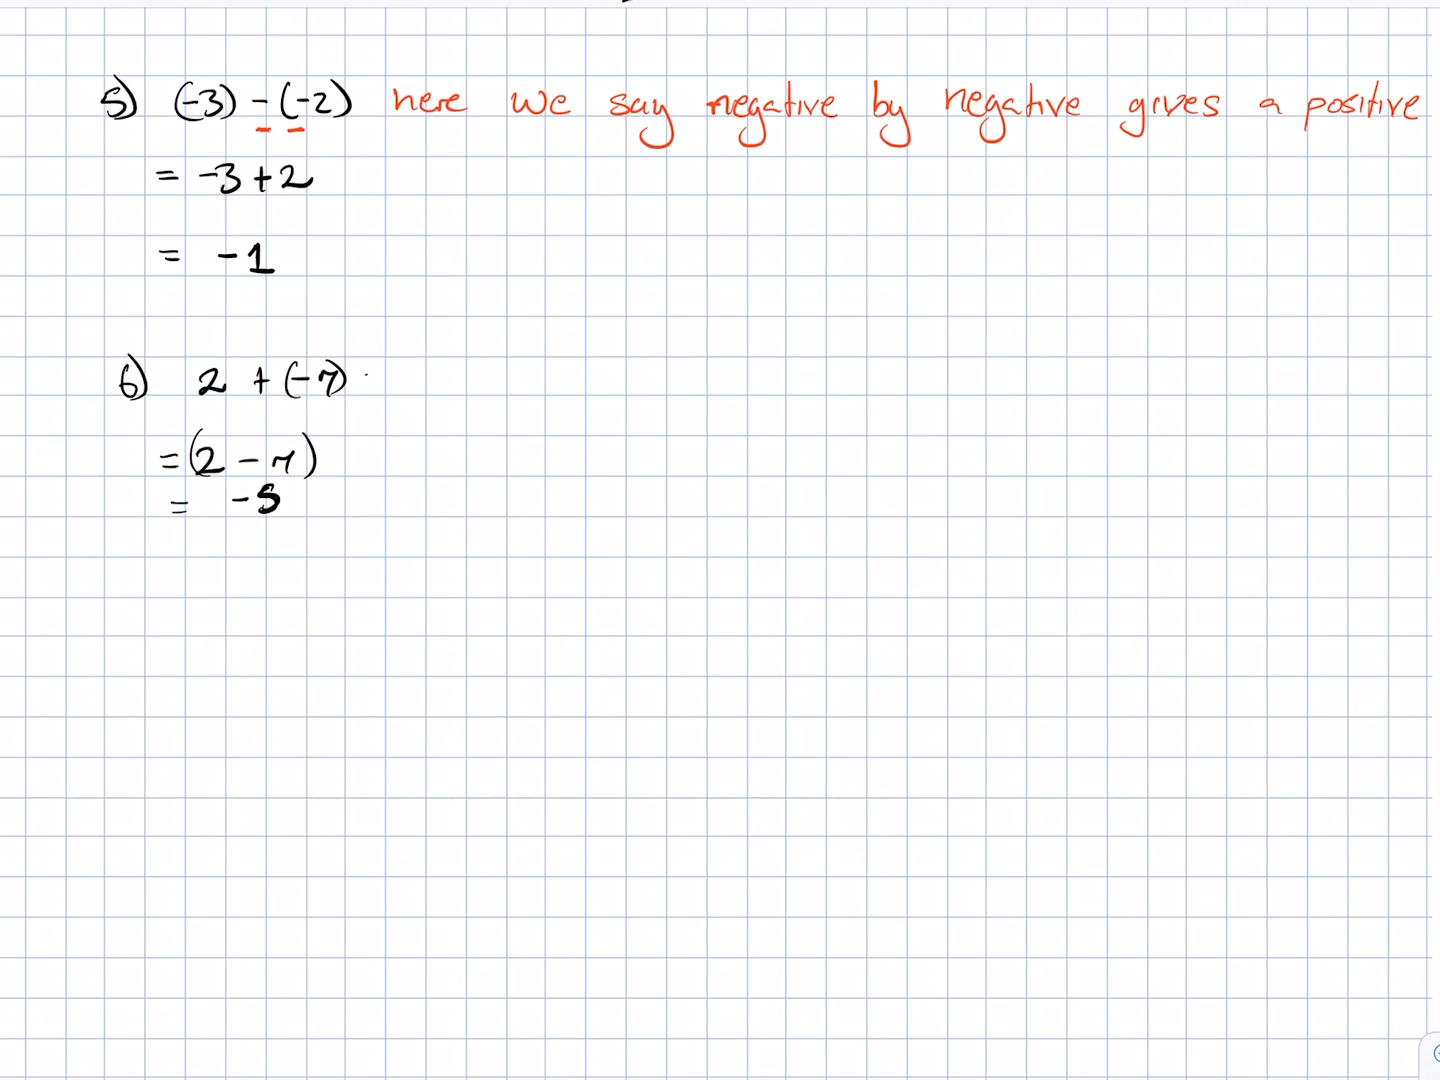 5) (-3) - (-2) here we say negative by negative gives a positive
= -3 + 2
= -1
6) 2 + (-7)
= (2 - 7)
= -5